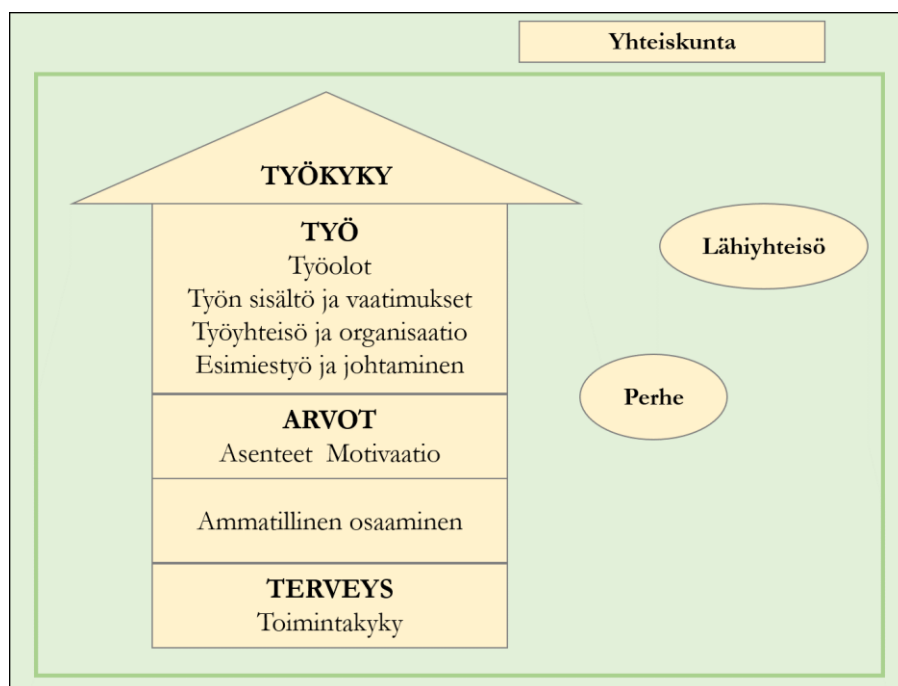 Yhteiskunta
TYÖKYKY
TYÖ
Työolot
Työn sisältö ja vaatimukset
Työyhteisö ja organisaatio
Esimiestyö ja johtaminen
ARVOT
Asenteet  Motivaatio
Ammatillinen osaaminen
TERVEYS
Toimintakyky
Lähiyhteisö
Perhe